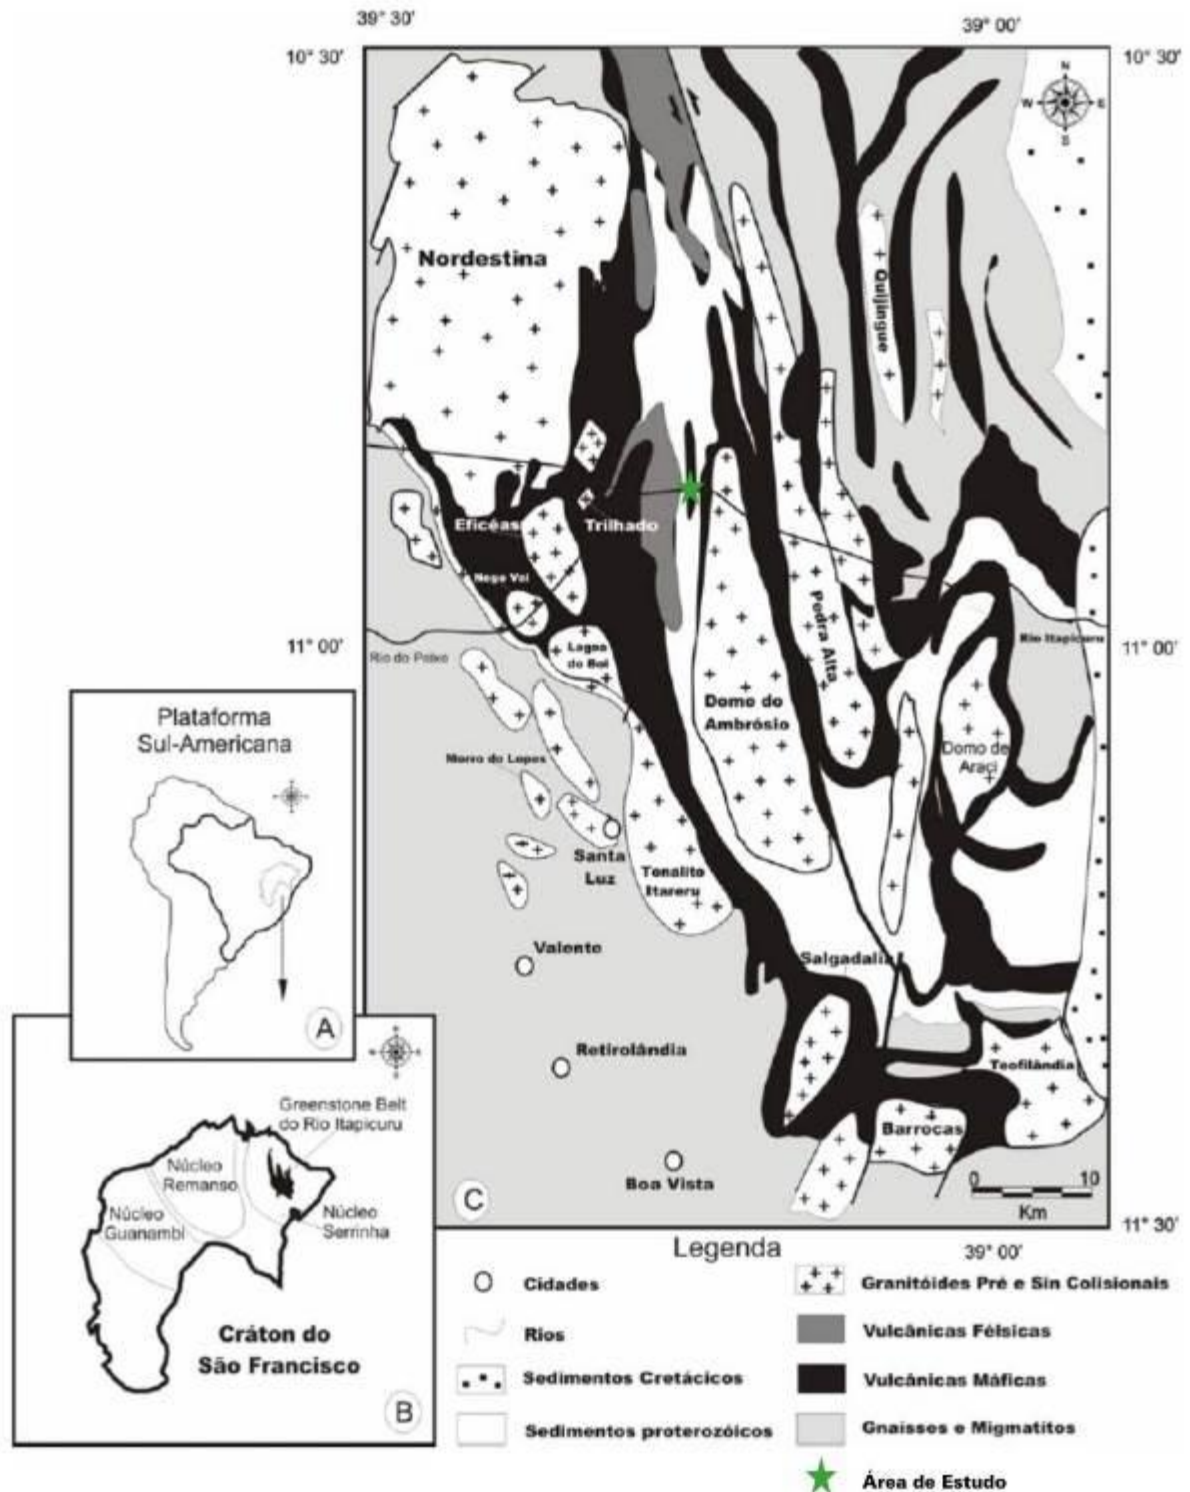 39° 30'
39° 00'
10° 30'
10° 30'
N
W
E
S
Nordestina
Quijingue
Eficéas
Trilhado
Nego Vel
Pedra Alta
Rio Itapicuru
11° 00'
11° 00'
Rio do Peixe
Lagoa
do Boi
Domo do
Ambrósio
Domo de
Araci
Morro do Lopes
Santa
Luz
Tonalito
Itareru
Plataforma
Sul-Americana
A
Valente
Salgadalia
Retirolândia
Teofilândia
Barrocas
Boa Vista
0
10
Km
C
11° 30'
39° 00'
Greenstone Belt
do Rio Itapicuru
Núcleo
Remanso
Núcleo
Guanambi
Núcleo
Serrinha
Cráton do
São Francisco
B
Legenda
Cidades
Rios
Sedimentos Cretácicos
Sedimentos proterozóicos
Granitóides Pré e Sin Colisionais
Vulcânicas Félsicas
Vulcânicas Máficas
Gnaisses e Migmatitos
Área de Estudo